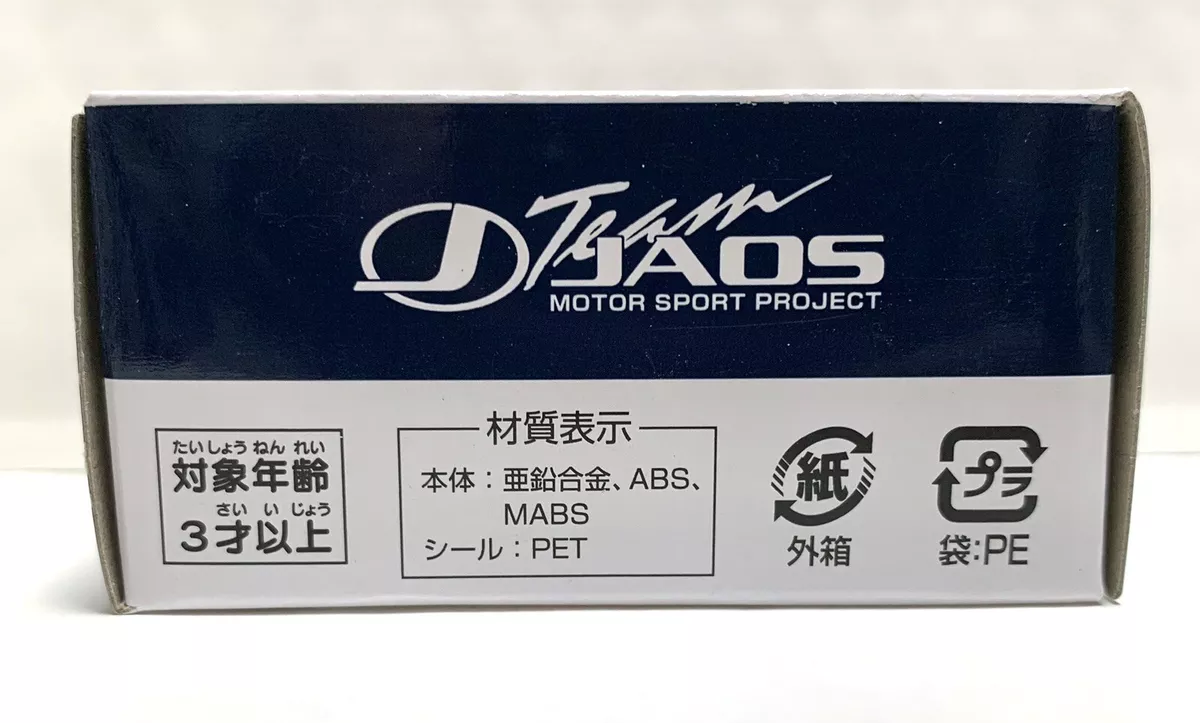 Team
JAOS
MOTOR SPORT PROJECT
たいしょう ねん れい
対象年齢
さい い じょう
3才以上
材質表示
本体：亜鉛合金、ABS、
MABS
シール：PET
紙
外箱
プラ
袋：PE